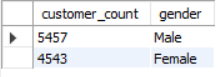 customer_count gender
5457 Male
4543 Female